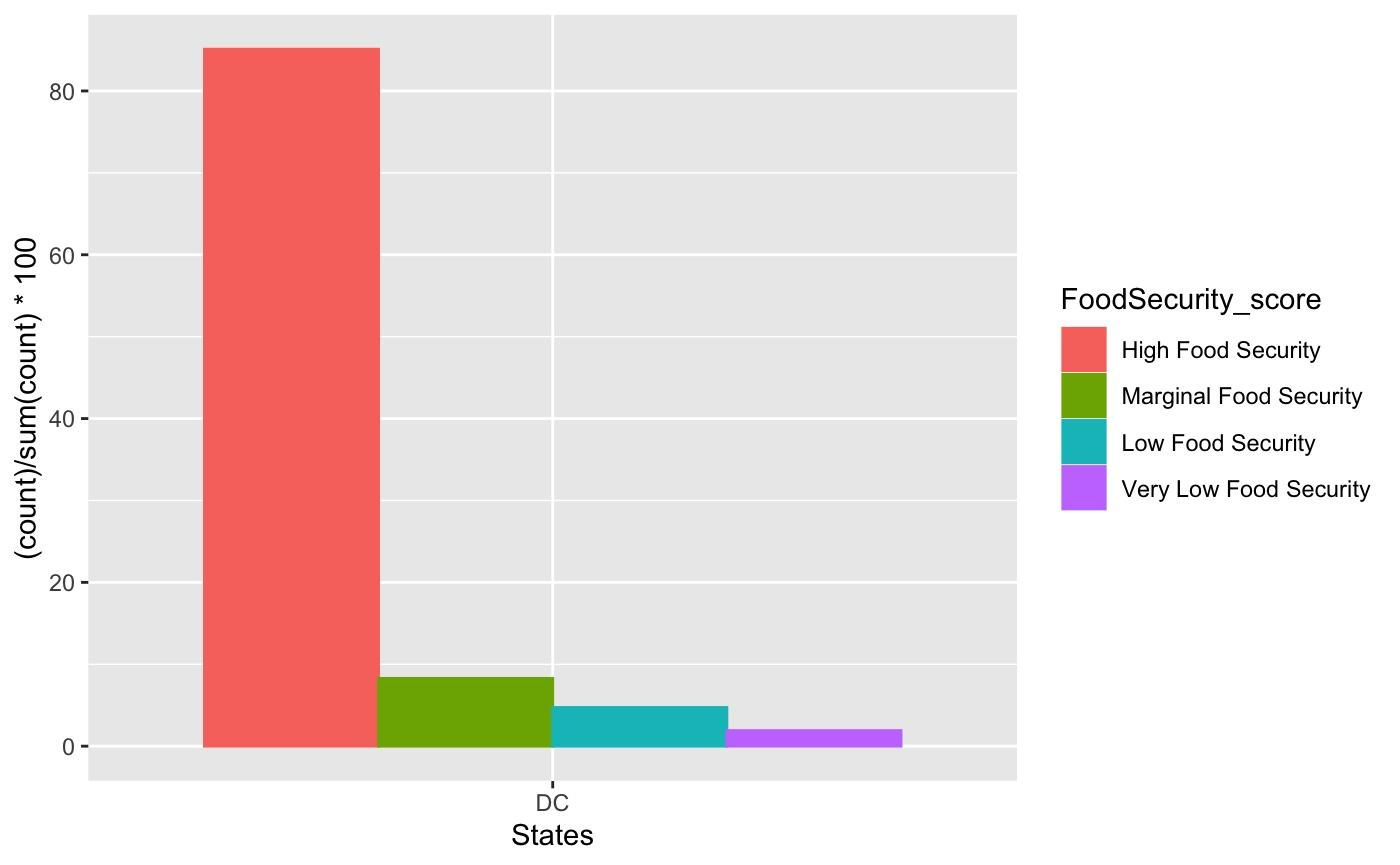 (count)/sum(count) * 100
80
60
40
20
0
DC
States
FoodSecurity_score
High Food Security
Marginal Food Security
Low Food Security
Very Low Food Security